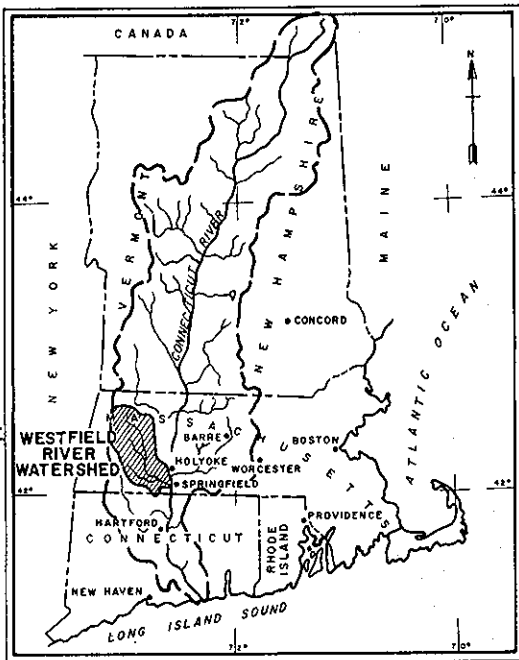 72°
70°
CANADA
N
44°
44°
NEW YORK
VERMONT
CONNECTICUT RIVER
NEW HAMPSHIRE
MAINE
CONCORD
ATLANTIC OCEAN
MASSACHUSETTS
WESTFIELD
RIVER
WATERSHED
BARRE
BOSTON
HOLYOKE
WORCESTER
SPRINGFIELD
42°
42°
HARTFORD
PROVIDENCE
CONNECTICUT
RHODE
ISLAND
NEW HAVEN
LONG ISLAND SOUND
72°
70°